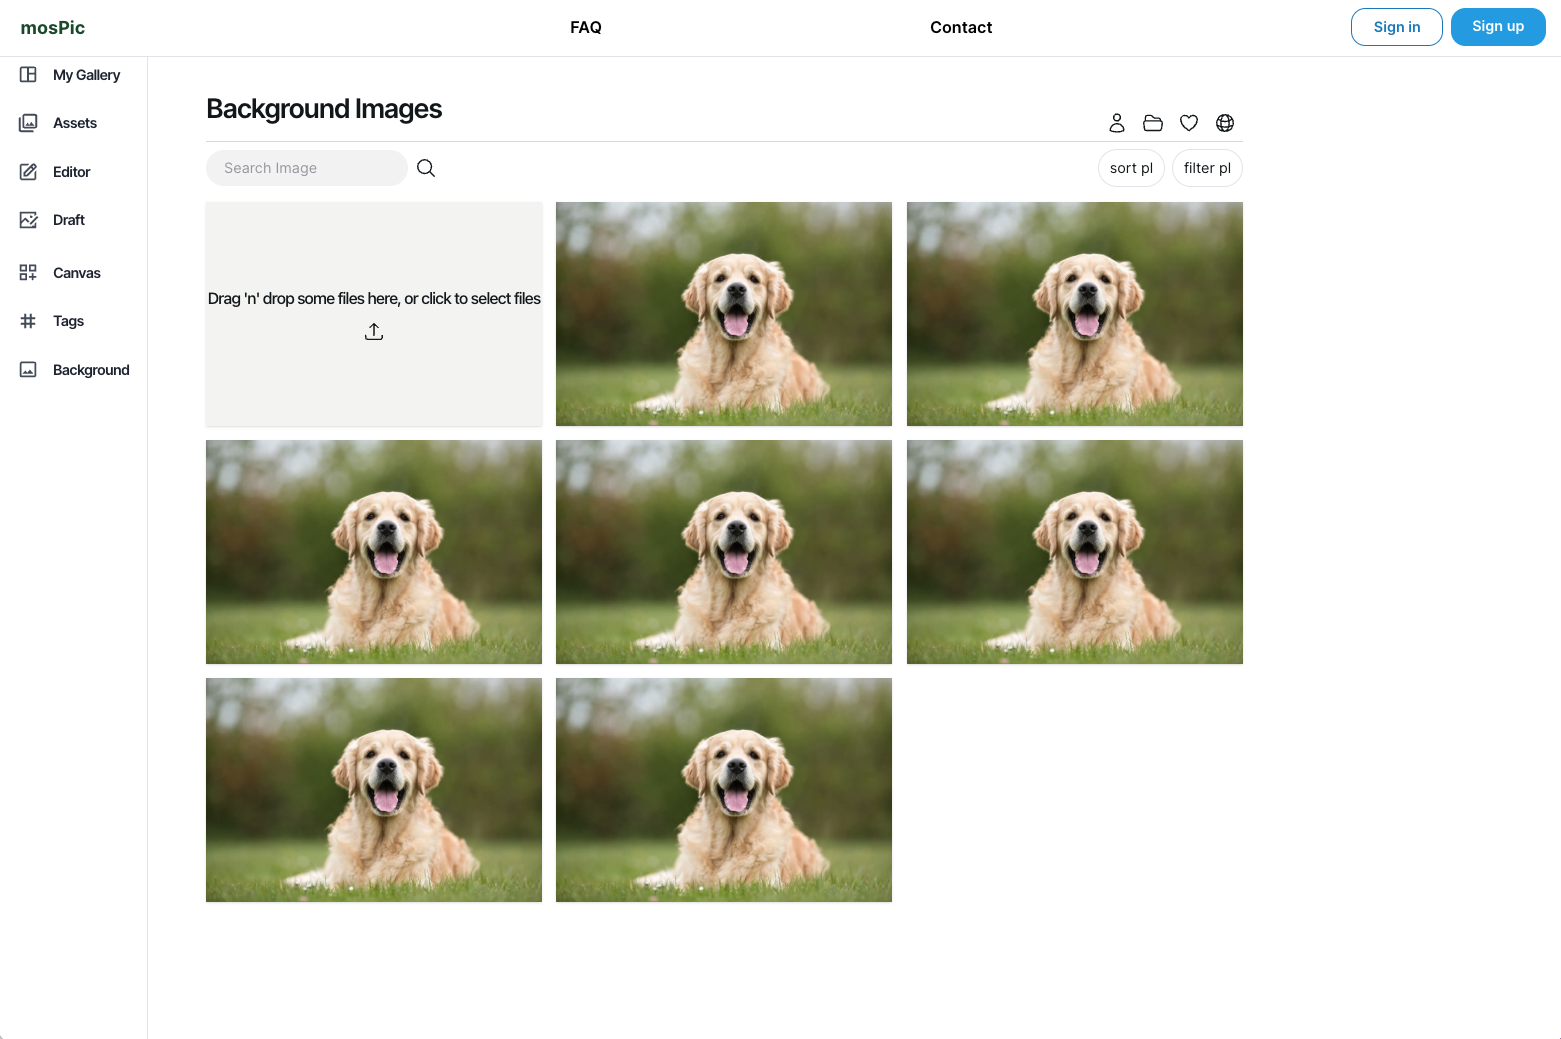 mosPic
FAQ
Contact
Sign in
Sign up
My Gallery
Assets
Editor
Draft
Canvas
Tags
Background
Background Images
Search Image
sort pl
filter pl
Drag 'n' drop some files here, or click to select files